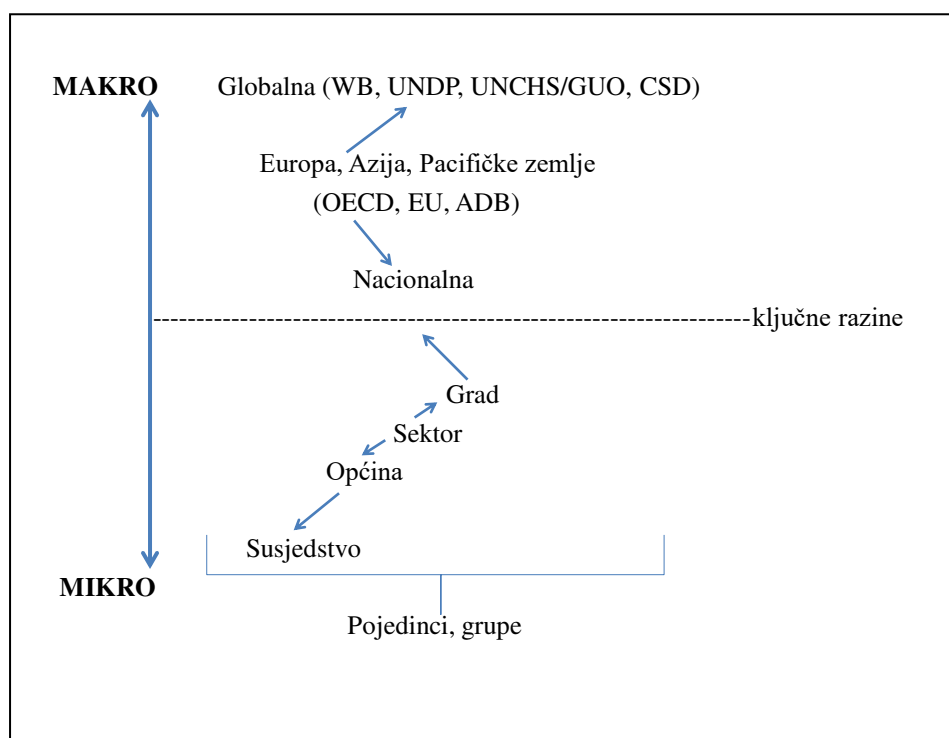 MAKRO Globalna (WB, UNDP, UNCHS/GUO, CSD)
Europa, Azija, Pacifičke zemlje
(OECD, EU, ADB)
Nacionalna
ključne razine
Grad
Sektor
Općina
Susjedstvo
MIKRO
Pojedinci, grupe